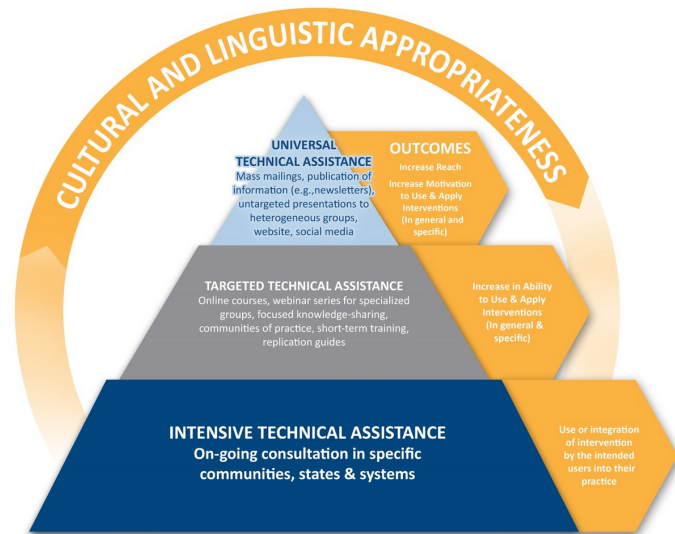 CULTURAL AND LINGUISTIC APPROPRIATENESS
UNIVERSAL
TECHNICAL ASSISTANCE
Mass mailings, publication of
information (e.g.,newsletters),
untargeted presentations to
heterogeneous groups,
website, social media
OUTCOMES
Increase Reach
Increase Motivation
to Use & Apply
Interventions
(In general and
specific)
TARGETED TECHNICAL ASSISTANCE
Online courses, webinar series for specialized
groups, focused knowledge-sharing,
communities of practice, short-term training,
replication guides
Increase in Ability
to Use & Apply
Interventions
(In general &
specific)
INTENSIVE TECHNICAL ASSISTANCE
On-going consultation in specific
communities, states & systems
Use or integration
of intervention
by the intended
users into their
practice